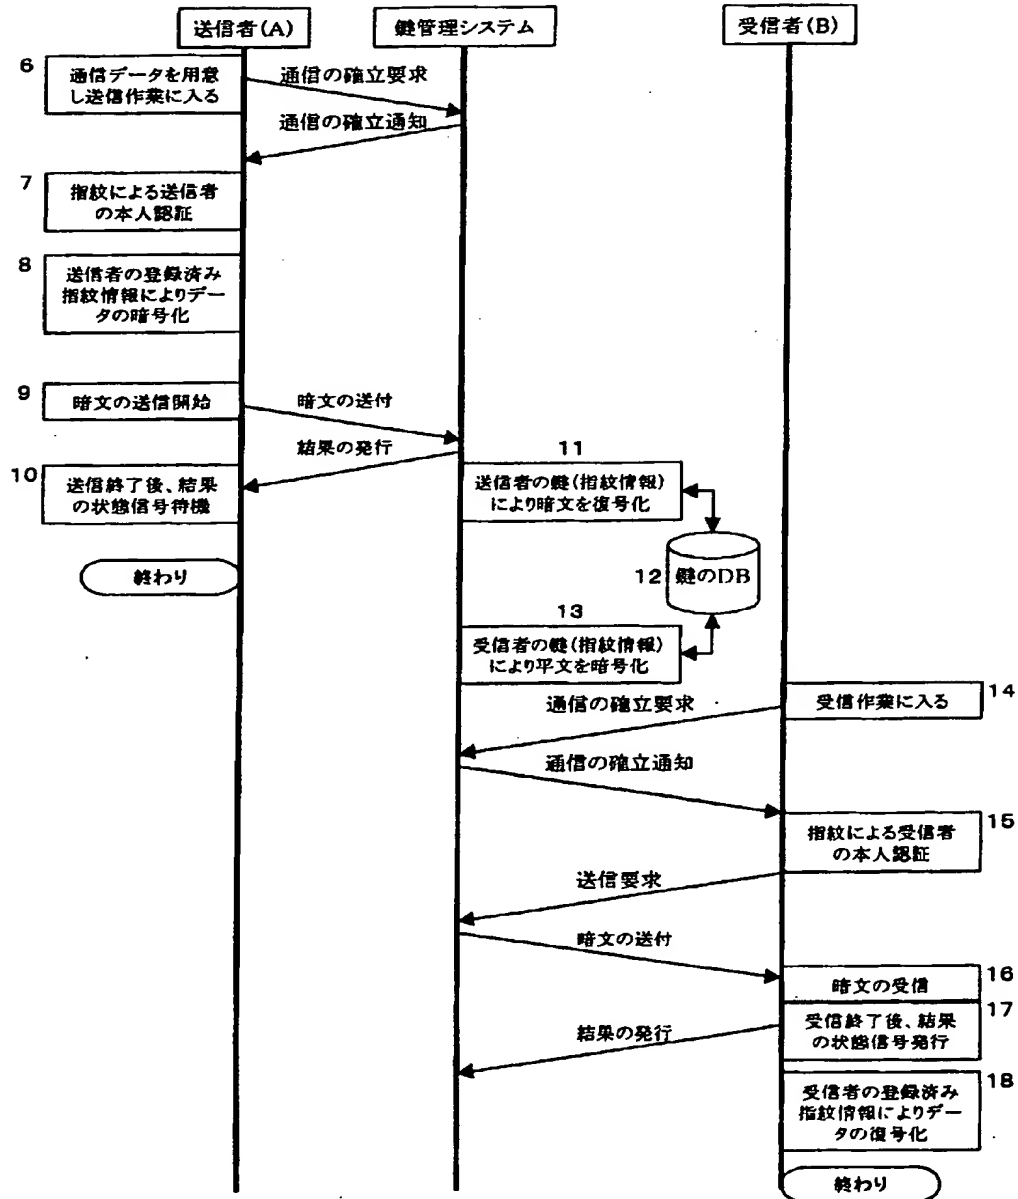 送信者(A)
鍵管理システム
受信者(B)
6
通信データを用意
し送信作業に入る
通信の確立要求
通信の確立通知
7
指紋による送信者
の本人認証
8
送信者の登録済み
指紋情報によりデー
タの暗号化
9
暗文の送信開始
暗文の送付
結果の発行
10
送信終了後、結果
の状態信号待機
11
送信者の鍵(指紋情報)
により暗文を復号化
終わり
12
鍵のDB
13
受信者の鍵(指紋情報)
により平文を暗号化
14
受信作業に入る
通信の確立要求
通信の確立通知
15
指紋による受信者
の本人認証
送信要求
暗文の送付
16
暗文の受信
17
受信終了後、結果
の状態信号発行
結果の発行
18
受信者の登録済み
指紋情報によりデー
タの復号化
終わり